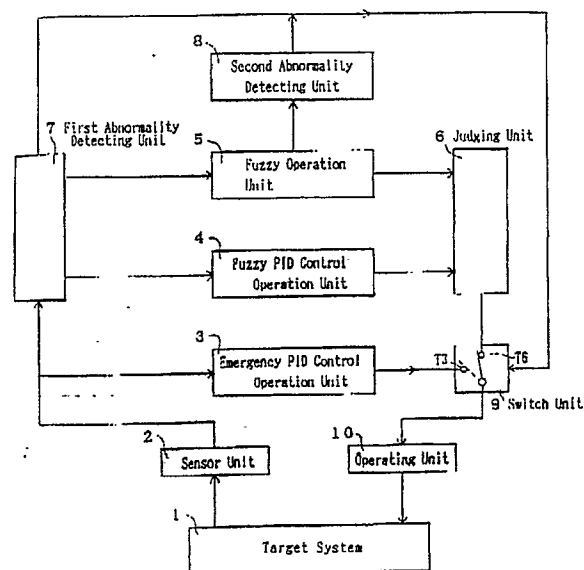 8
Second Abnormality
Detecting Unit
7 First Abnormality
Detecting Unit
5
Fuzzy Operation
Unit
6 Judging Unit
4
Fuzzy PID Control
Operation Unit
3
Emergency PID Control
Operation Unit
T3
T6
9 Switch Unit
2
Sensor Unit
10
Operating Unit
1
Target System